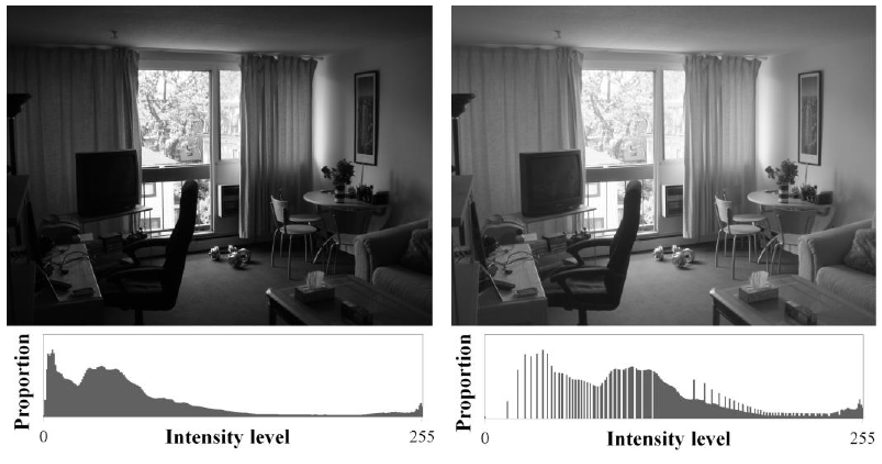 Proportion
0
Intensity level
255
Proportion
0
Intensity level
255